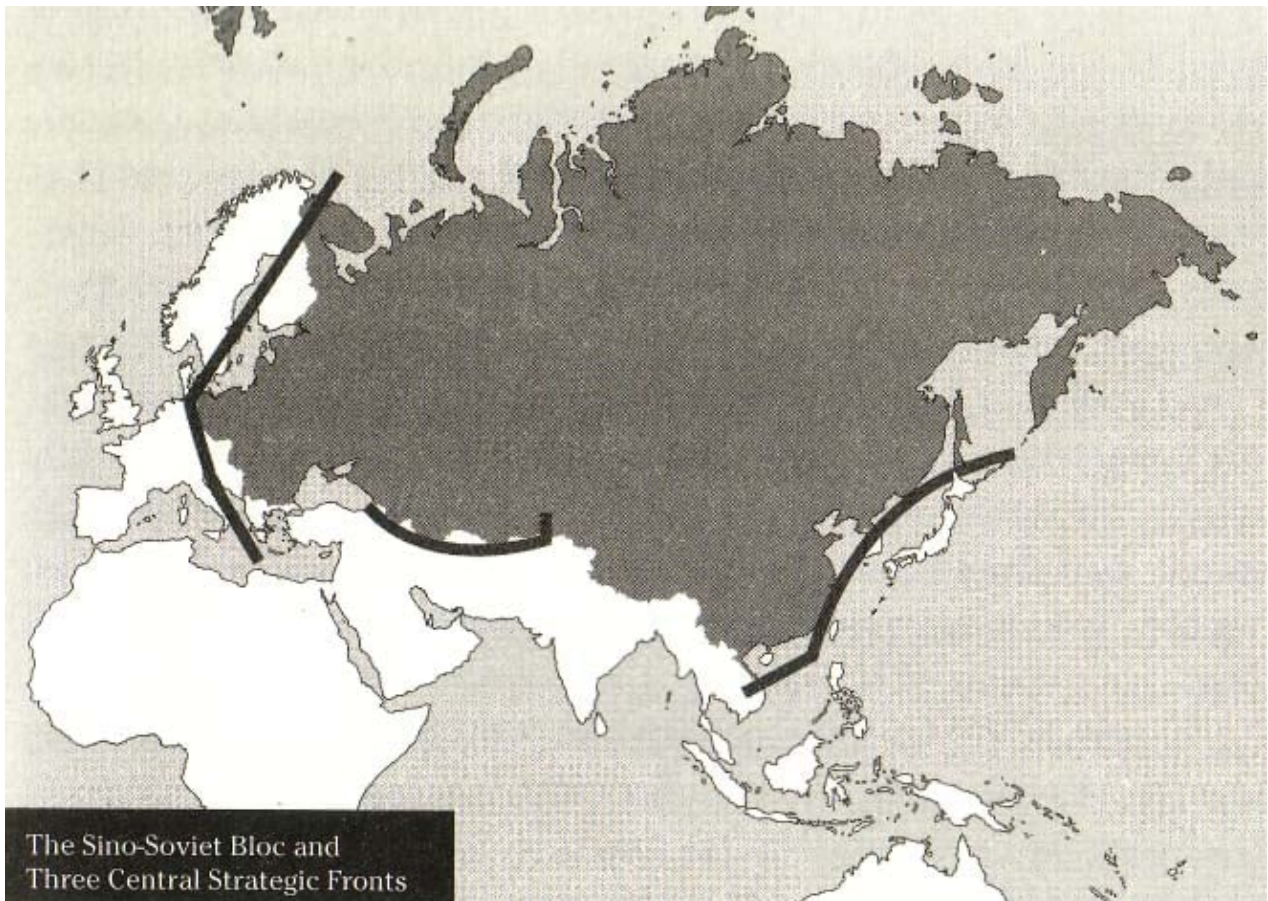 The Sino-Soviet Bloc and
Three Central Strategic Fronts